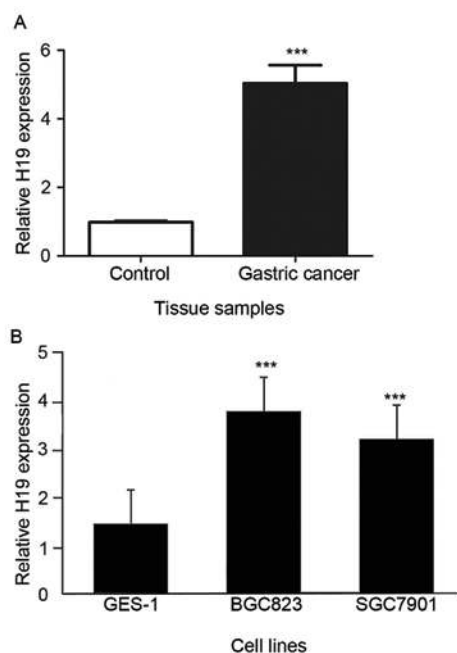 A
Relative H19 expression
6
4
2
0
***
Control Gastric cancer
Tissue samples
B
Relative H19 expression
5
4
3
2
1
0
***
***
GES-1 BGC823 SGC7901
Cell lines